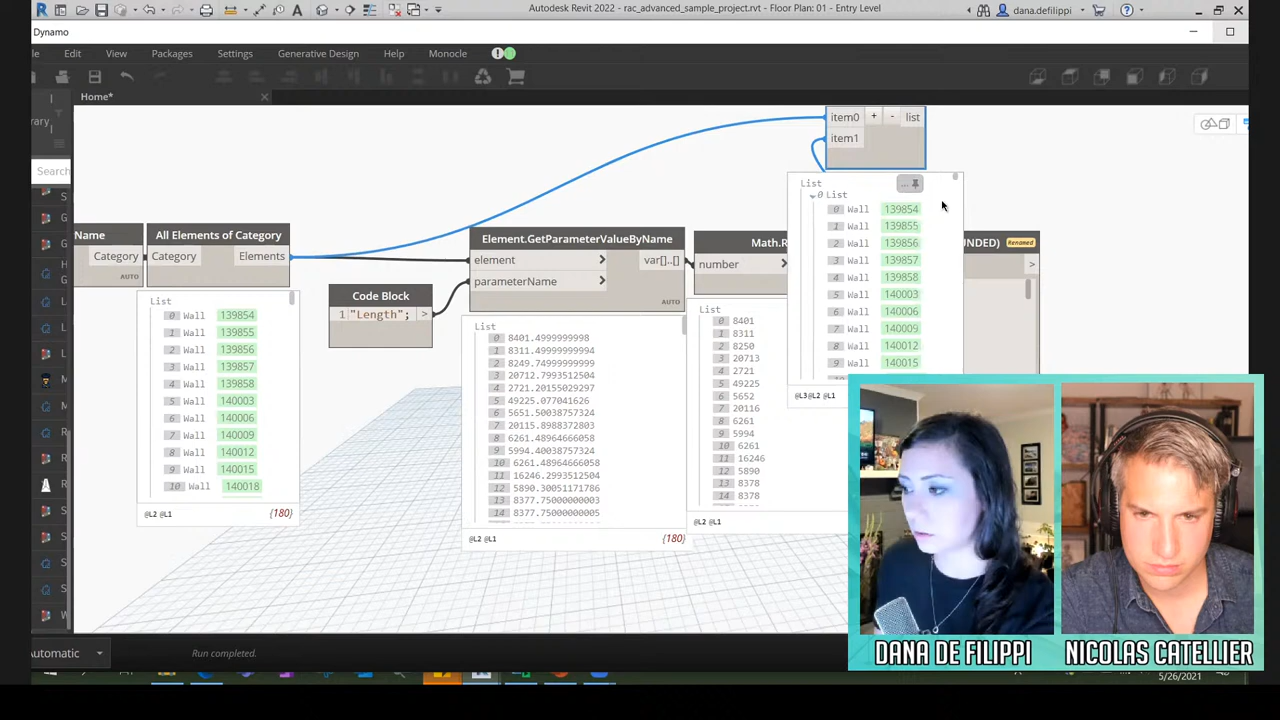 Autodesk Revit 2022 - rac_advanced_sample_project.rvt - Floor Plan: 01 - Entry Level
dana.defilippi
Dynamo
Edit View Packages Settings Generative Design Help Monocle
Home*
Search
item0 + - list
item1
List
0 List
0 Wall 139854
1 Wall 139855
2 Wall 139856
3 Wall 139857
4 Wall 139858
5 Wall 140003
6 Wall 140006
7 Wall 140009
8 Wall 140012
9 Wall 140015
@L3 @L2 @L1
Name
Category
AUTO
All Elements of Category
Category Elements
List
0 Wall 139854
1 Wall 139855
2 Wall 139856
3 Wall 139857
4 Wall 139858
5 Wall 140003
6 Wall 140006
7 Wall 140009
8 Wall 140012
9 Wall 140015
10 Wall 140018
@L2 @L1 {180}
Code Block
1 "Length"; >
Element.GetParameterValueByName
element > var[]..[]
parameterName >
AUTO
List
0 8401.4999999998
1 8311.49999999994
2 8249.74999999999
3 20712.7993512504
4 2721.20155029297
5 49225.077041626
6 5651.50038757324
7 20115.8988372803
8 6261.48964666058
9 5994.40038757324
10 6261.48964666058
11 16246.2993512504
12 5890.3005171786
13 8377.75000000003
14 8377.75000000005
@L2 @L1 {180}
Math.R
number >
List
0 8401
1 8311
2 8250
3 20713
4 2721
5 49225
6 5652
7 20116
8 6261
9 5994
10 6261
11 16246
12 5890
13 8378
14 8378
@L2 @L1
UNDED) Renamed
>
Automatic Run completed.
DANA DE FILIPPI NICOLAS CATELLIER
5/26/2021